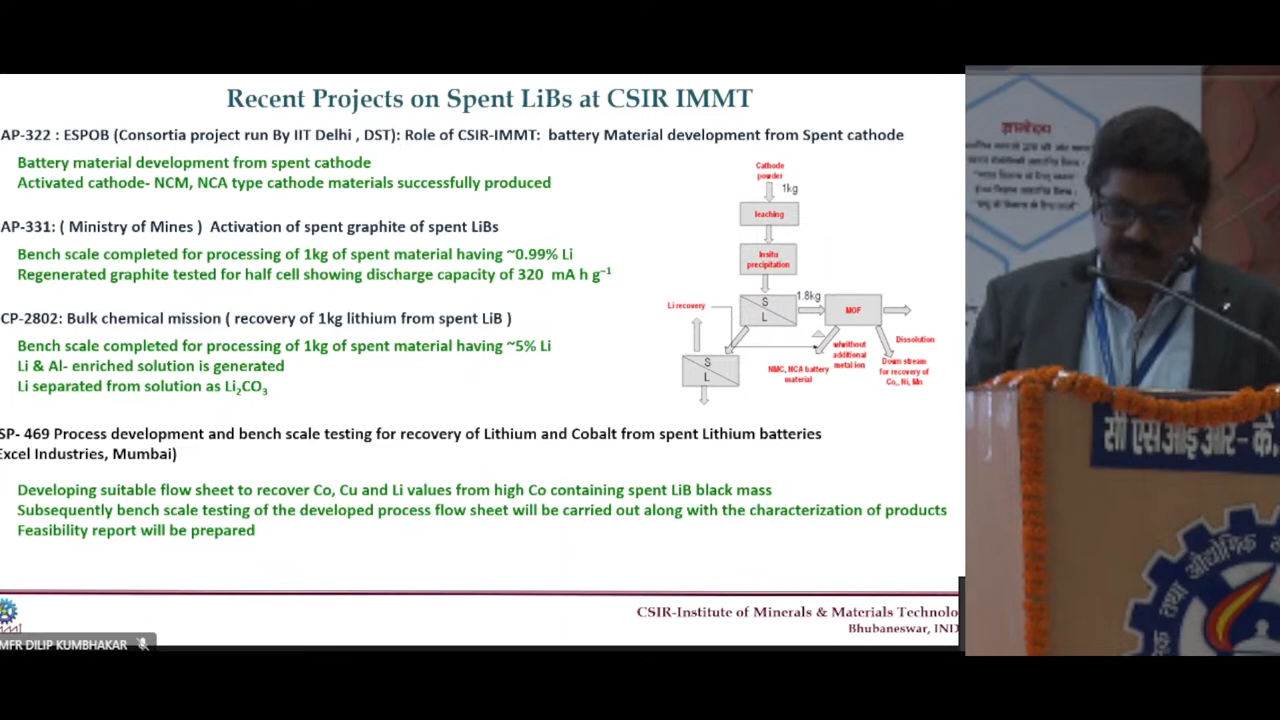 Recent Projects on Spent LiBs at CSIR IMMT
AP-322 : ESPOB (Consortia project run By IIT Delhi , DST): Role of CSIR-IMMT: battery Material development from Spent cathode
Battery material development from spent cathode
Activated cathode- NCM, NCA type cathode materials successfully produced
AP-331: ( Ministry of Mines ) Activation of spent graphite of spent LiBs
Bench scale completed for processing of 1kg of spent material having ~0.99% Li
Regenerated graphite tested for half cell showing discharge capacity of 320 mA h g⁻¹
CP-2802: Bulk chemical mission ( recovery of 1kg lithium from spent LiB )
Bench scale completed for processing of 1kg of spent material having ~5% Li
Li & Al- enriched solution is generated
Li separated from solution as Li₂CO₃
SP- 469 Process development and bench scale testing for recovery of Lithium and Cobalt from spent Lithium batteries
Excel Industries, Mumbai)
Developing suitable flow sheet to recover Co, Cu and Li values from high Co containing spent LiB black mass
Subsequently bench scale testing of the developed process flow sheet will be carried out along with the characterization of products
Feasibility report will be prepared
Cathode
powder
1kg
leaching
Insitu
precipitation
S
L
1.8kg
MOF
Li recovery
S
L
NMC, NCA battery
material
additional
metal ion
Dissolution
Down stream
for recovery of
Co, Ni, Mn
CSIR-Institute of Minerals & Materials Technolo
Bhubaneswar, IND
MFR DILIP KUMBHAKAR
सी एस आई आर- के.
तथा औद्योगिक